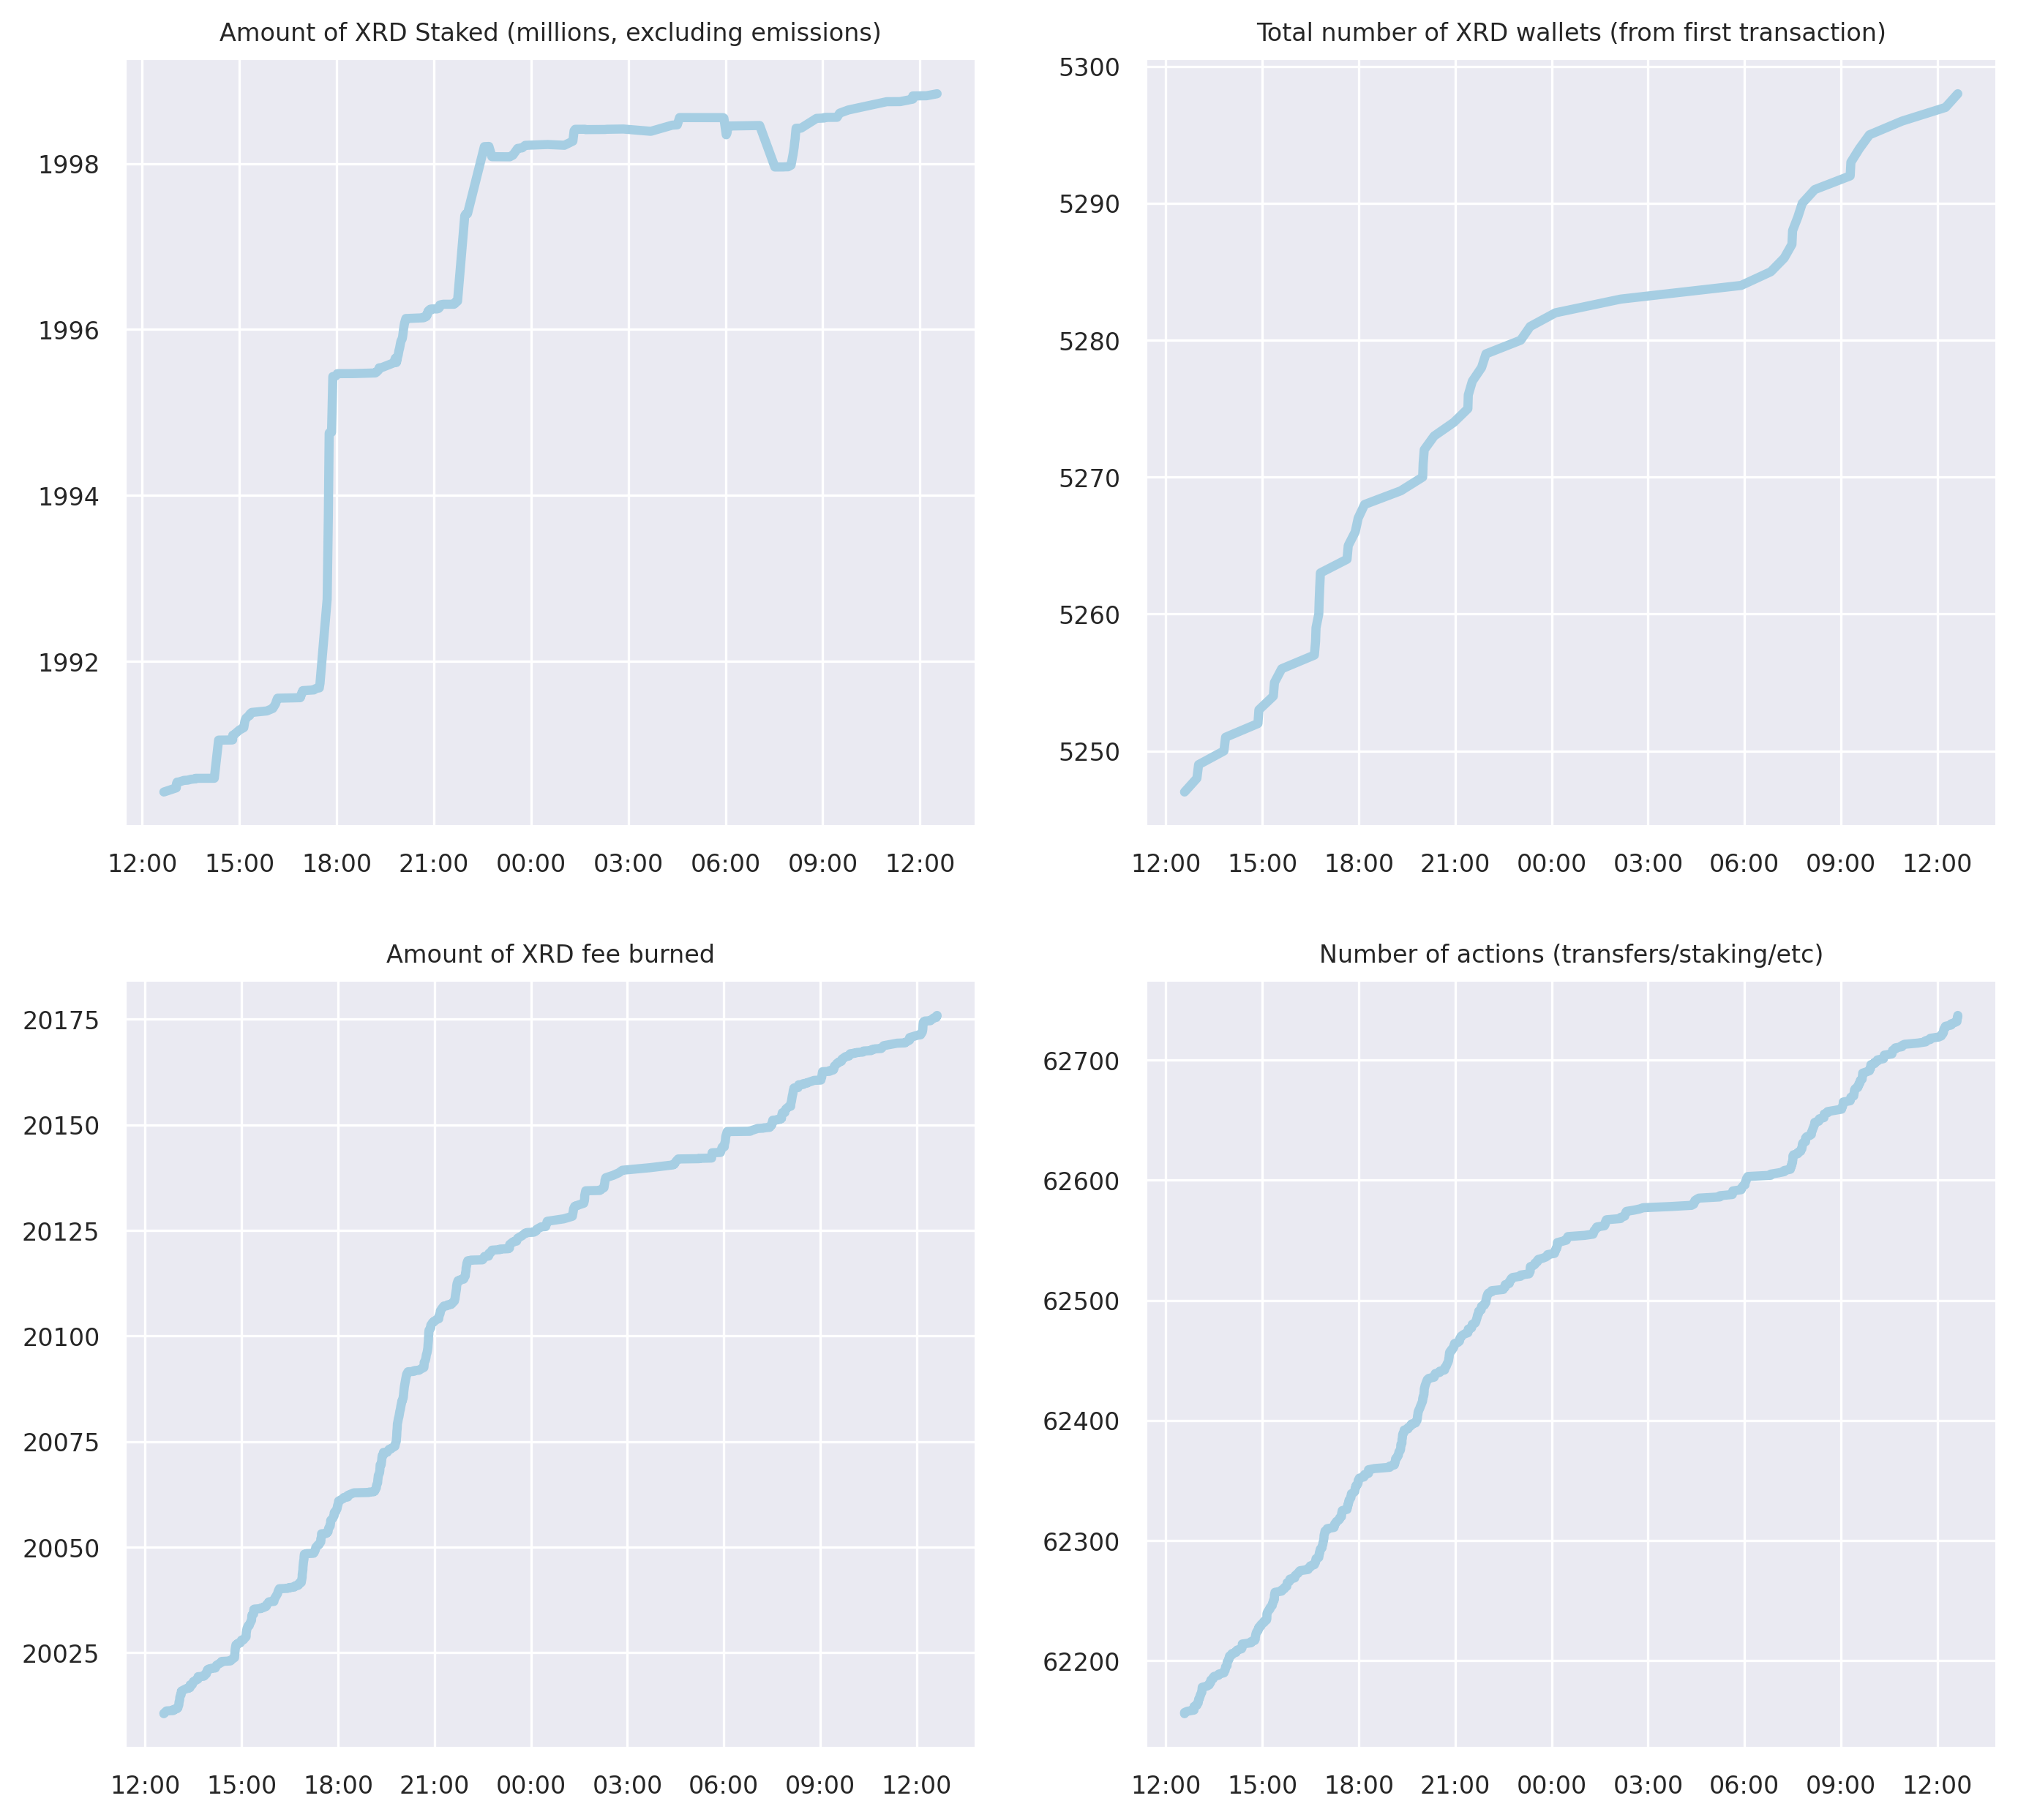 Amount of XRD Staked (millions, excluding emissions)
1998
1996
1994
1992
12:00 15:00 18:00 21:00 00:00 03:00 06:00 09:00 12:00
Total number of XRD wallets (from first transaction)
5300
5290
5280
5270
5260
5250
12:00 15:00 18:00 21:00 00:00 03:00 06:00 09:00 12:00
Amount of XRD fee burned
20175
20150
20125
20100
20075
20050
20025
12:00 15:00 18:00 21:00 00:00 03:00 06:00 09:00 12:00
Number of actions (transfers/staking/etc)
62700
62600
62500
62400
62300
62200
12:00 15:00 18:00 21:00 00:00 03:00 06:00 09:00 12:00